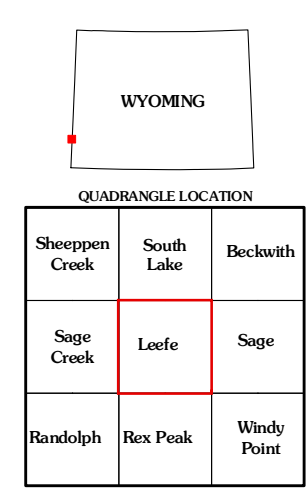 WYOMING
QUADRANGLE LOCATION
Sheeppen
Creek
South
Lake
Beckwith
Sage
Creek
Leefe
Sage
Randolph
Rex Peak
Windy
Point